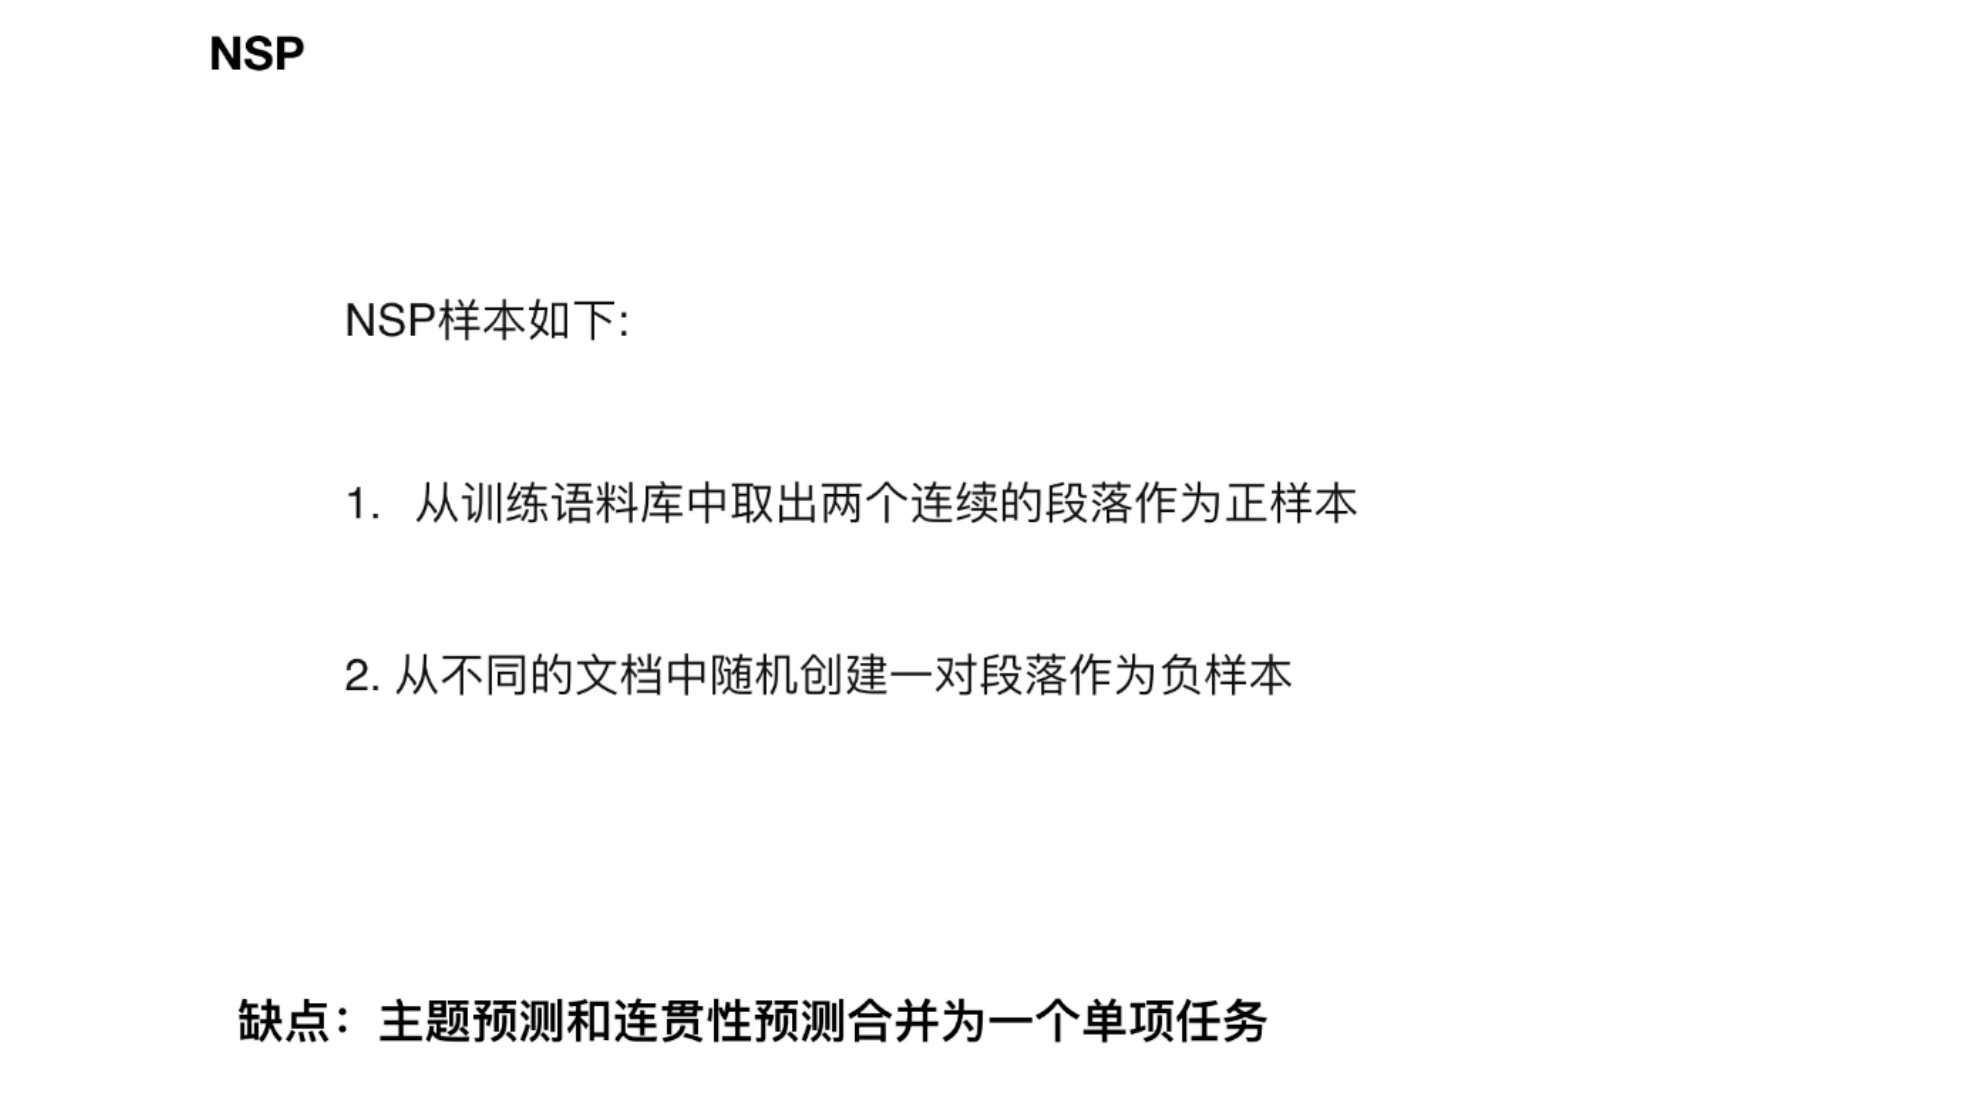 NSP
NSP样本如下:
1. 从训练语料库中取出两个连续的段落作为正样本
2. 从不同的文档中随机创建一对段落作为负样本
缺点：主题预测和连贯性预测合并为一个单项任务